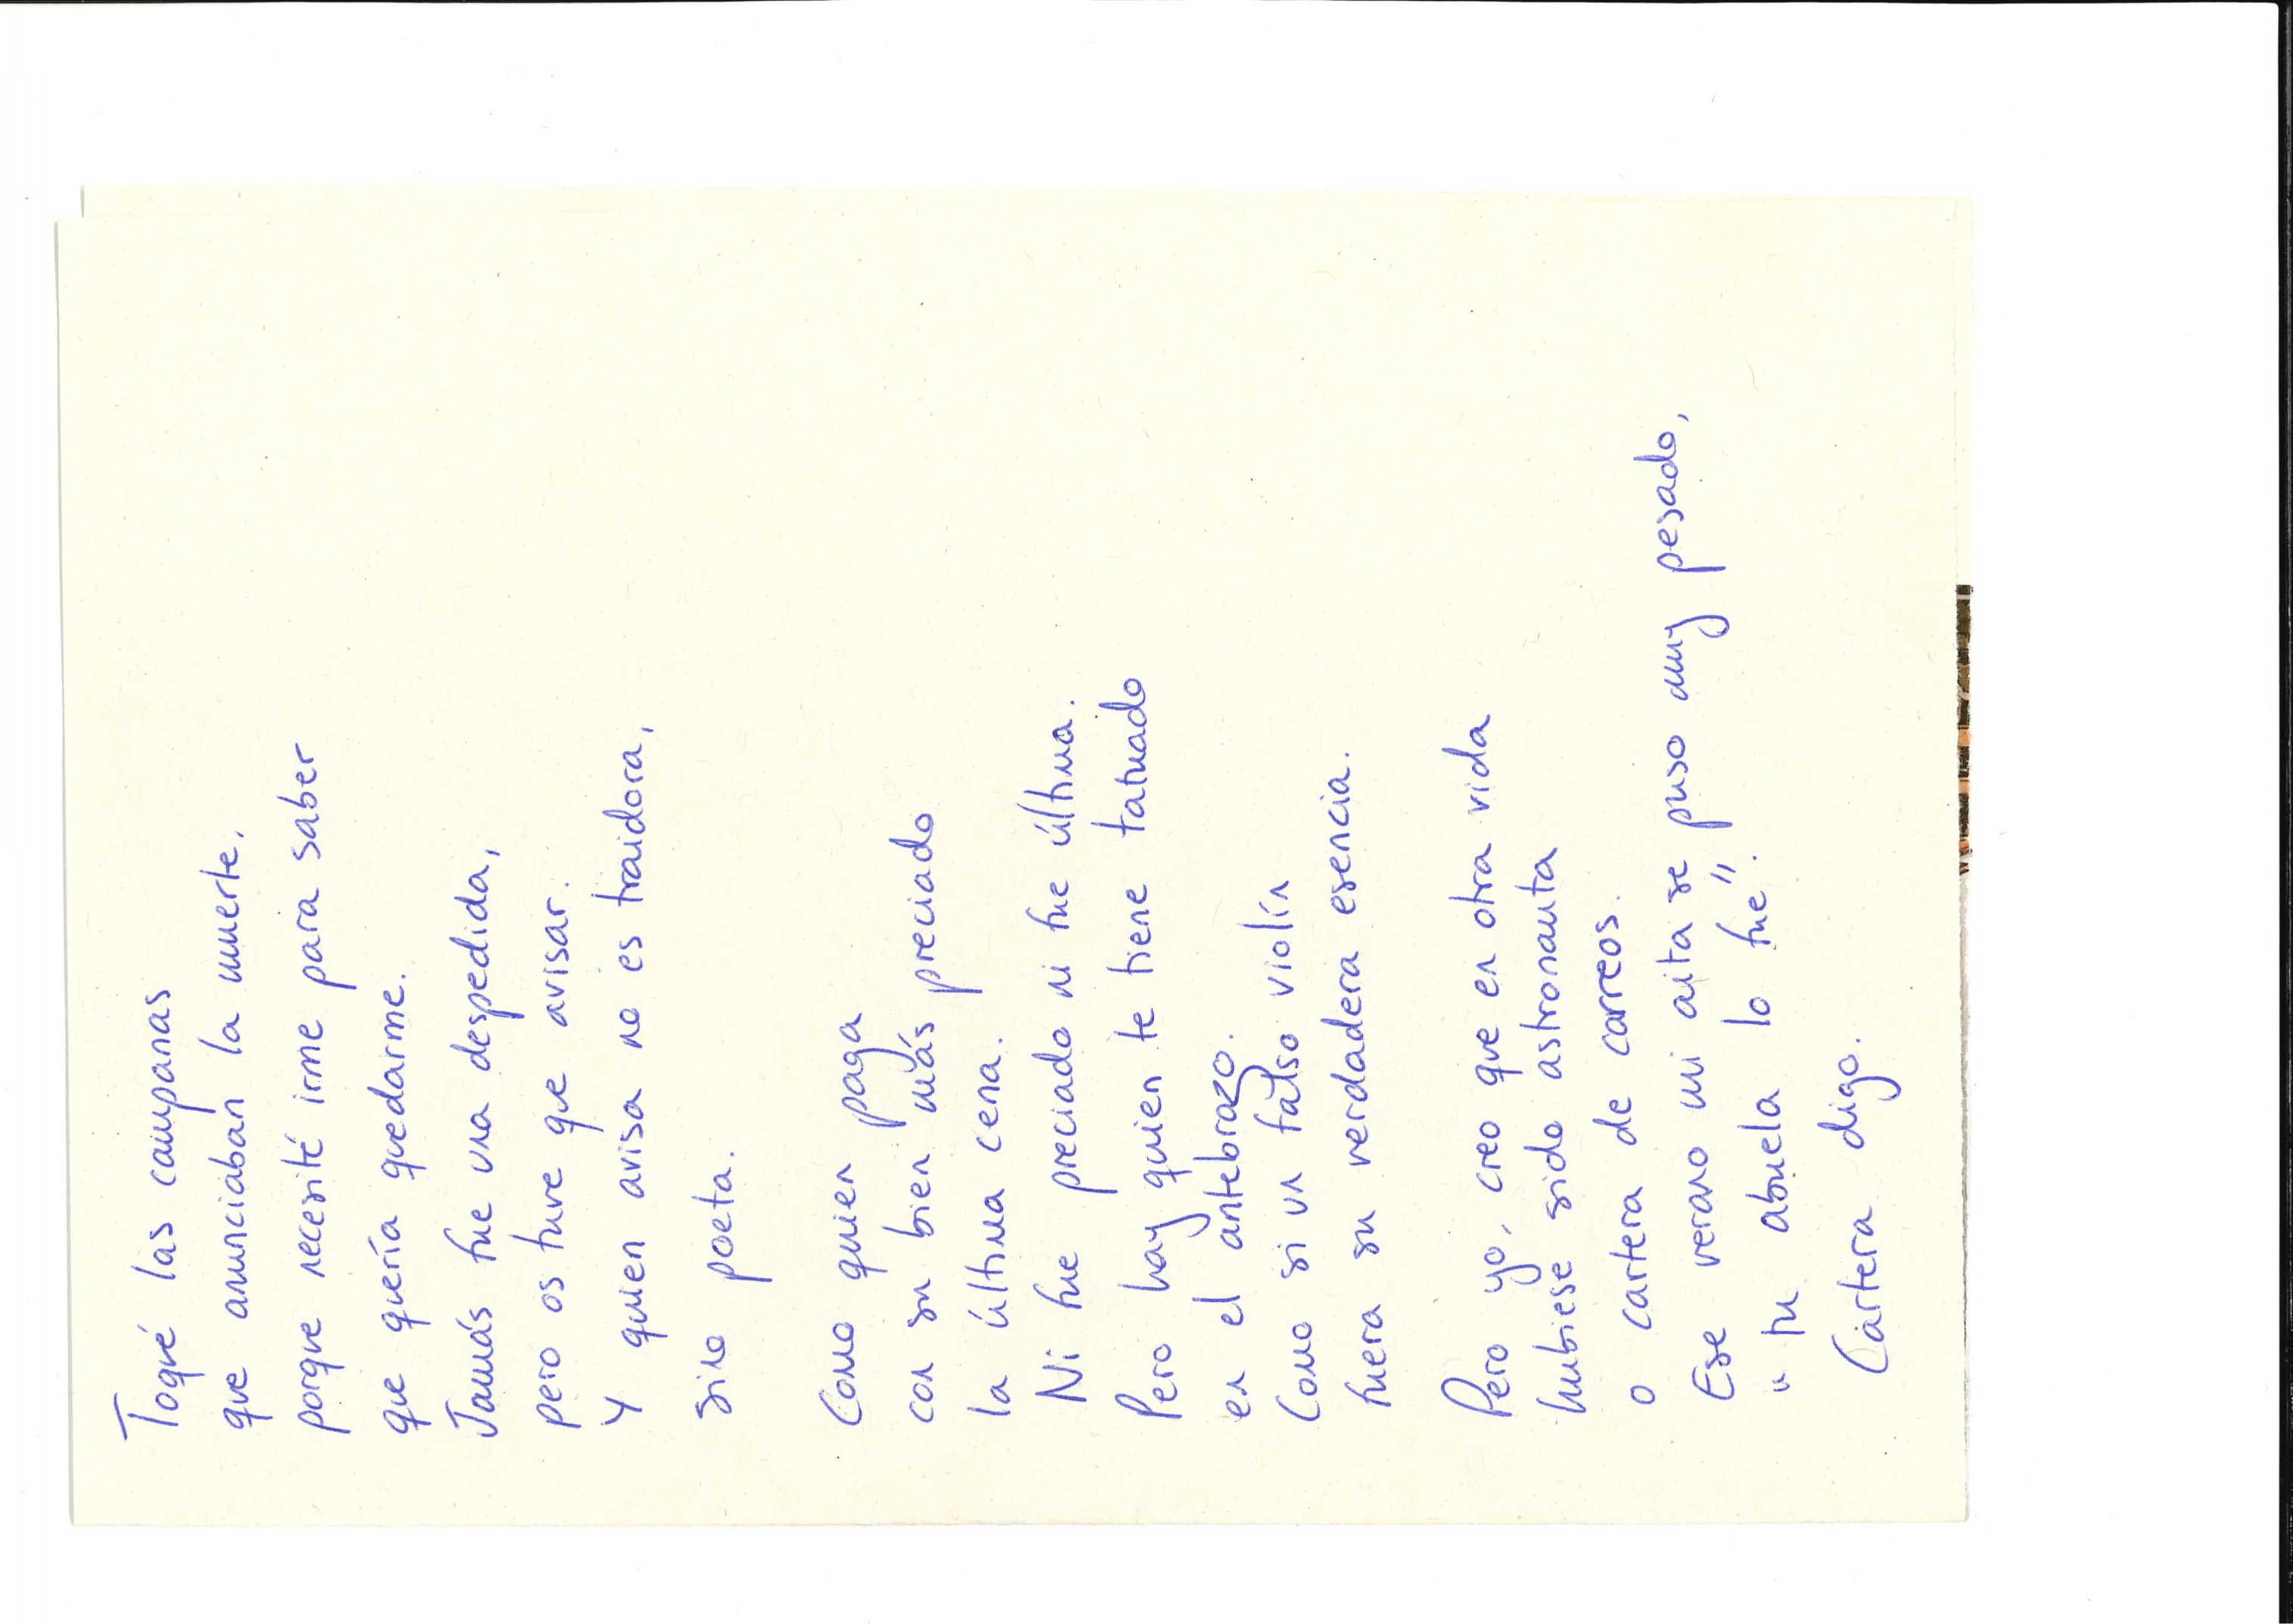 Toqué las campanas
que anunciaban la muerte,
porque necesité irme para saber
que quería quedarme.
Jamás fue una despedida,
pero os tuve que avisar.
Y quien avisa no es traidora,
sino poeta.
Como quien paga
con su bien más preciado
la última cena.
Ni fue preciado ni fue última.
Pero hay quien te tiene tatuado
en el antebrazo.
Como si un falso violín
fuera su verdadera esencia.
Pero yo, creo que en otra vida
hubiese sido astronauta
o cartera de correos.
Ese verano mi aita se puso muy pesado,
"tu abuela lo fue".
Cartera digo.